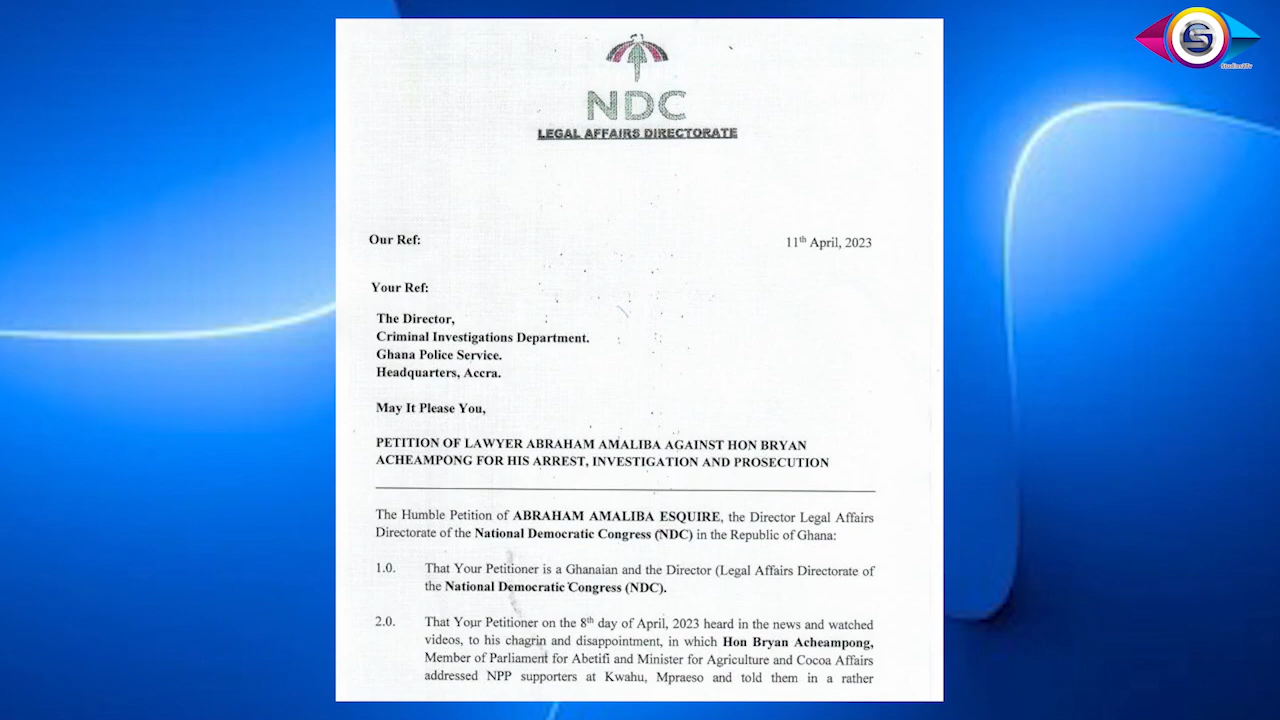 NDC
LEGAL AFFAIRS DIRECTORATE
Our Ref:
11th April, 2023
Your Ref:
The Director,
Criminal Investigations Department.
Ghana Police Service.
Headquarters, Accra.
May It Please You,
PETITION OF LAWYER ABRAHAM AMALIBA AGAINST HON BRYAN
ACHEAMPONG FOR HIS ARREST, INVESTIGATION AND PROSECUTION
The Humble Petition of ABRAHAM AMALIBA ESQUIRE, the Director Legal Affairs
Directorate of the National Democratic Congress (NDC) in the Republic of Ghana:
1.0. That Your Petitioner is a Ghanaian and the Director (Legal Affairs Directorate of
the National Democratic Congress (NDC).
2.0. That Your Petitioner on the 8th day of April, 2023 heard in the news and watched
videos, to his chagrin and disappointment, in which Hon Bryan Acheampong,
Member of Parliament for Abetifi and Minister for Agriculture and Cocoa Affairs
addressed NPP supporters at Kwahu, Mpraeso and told them in a rather